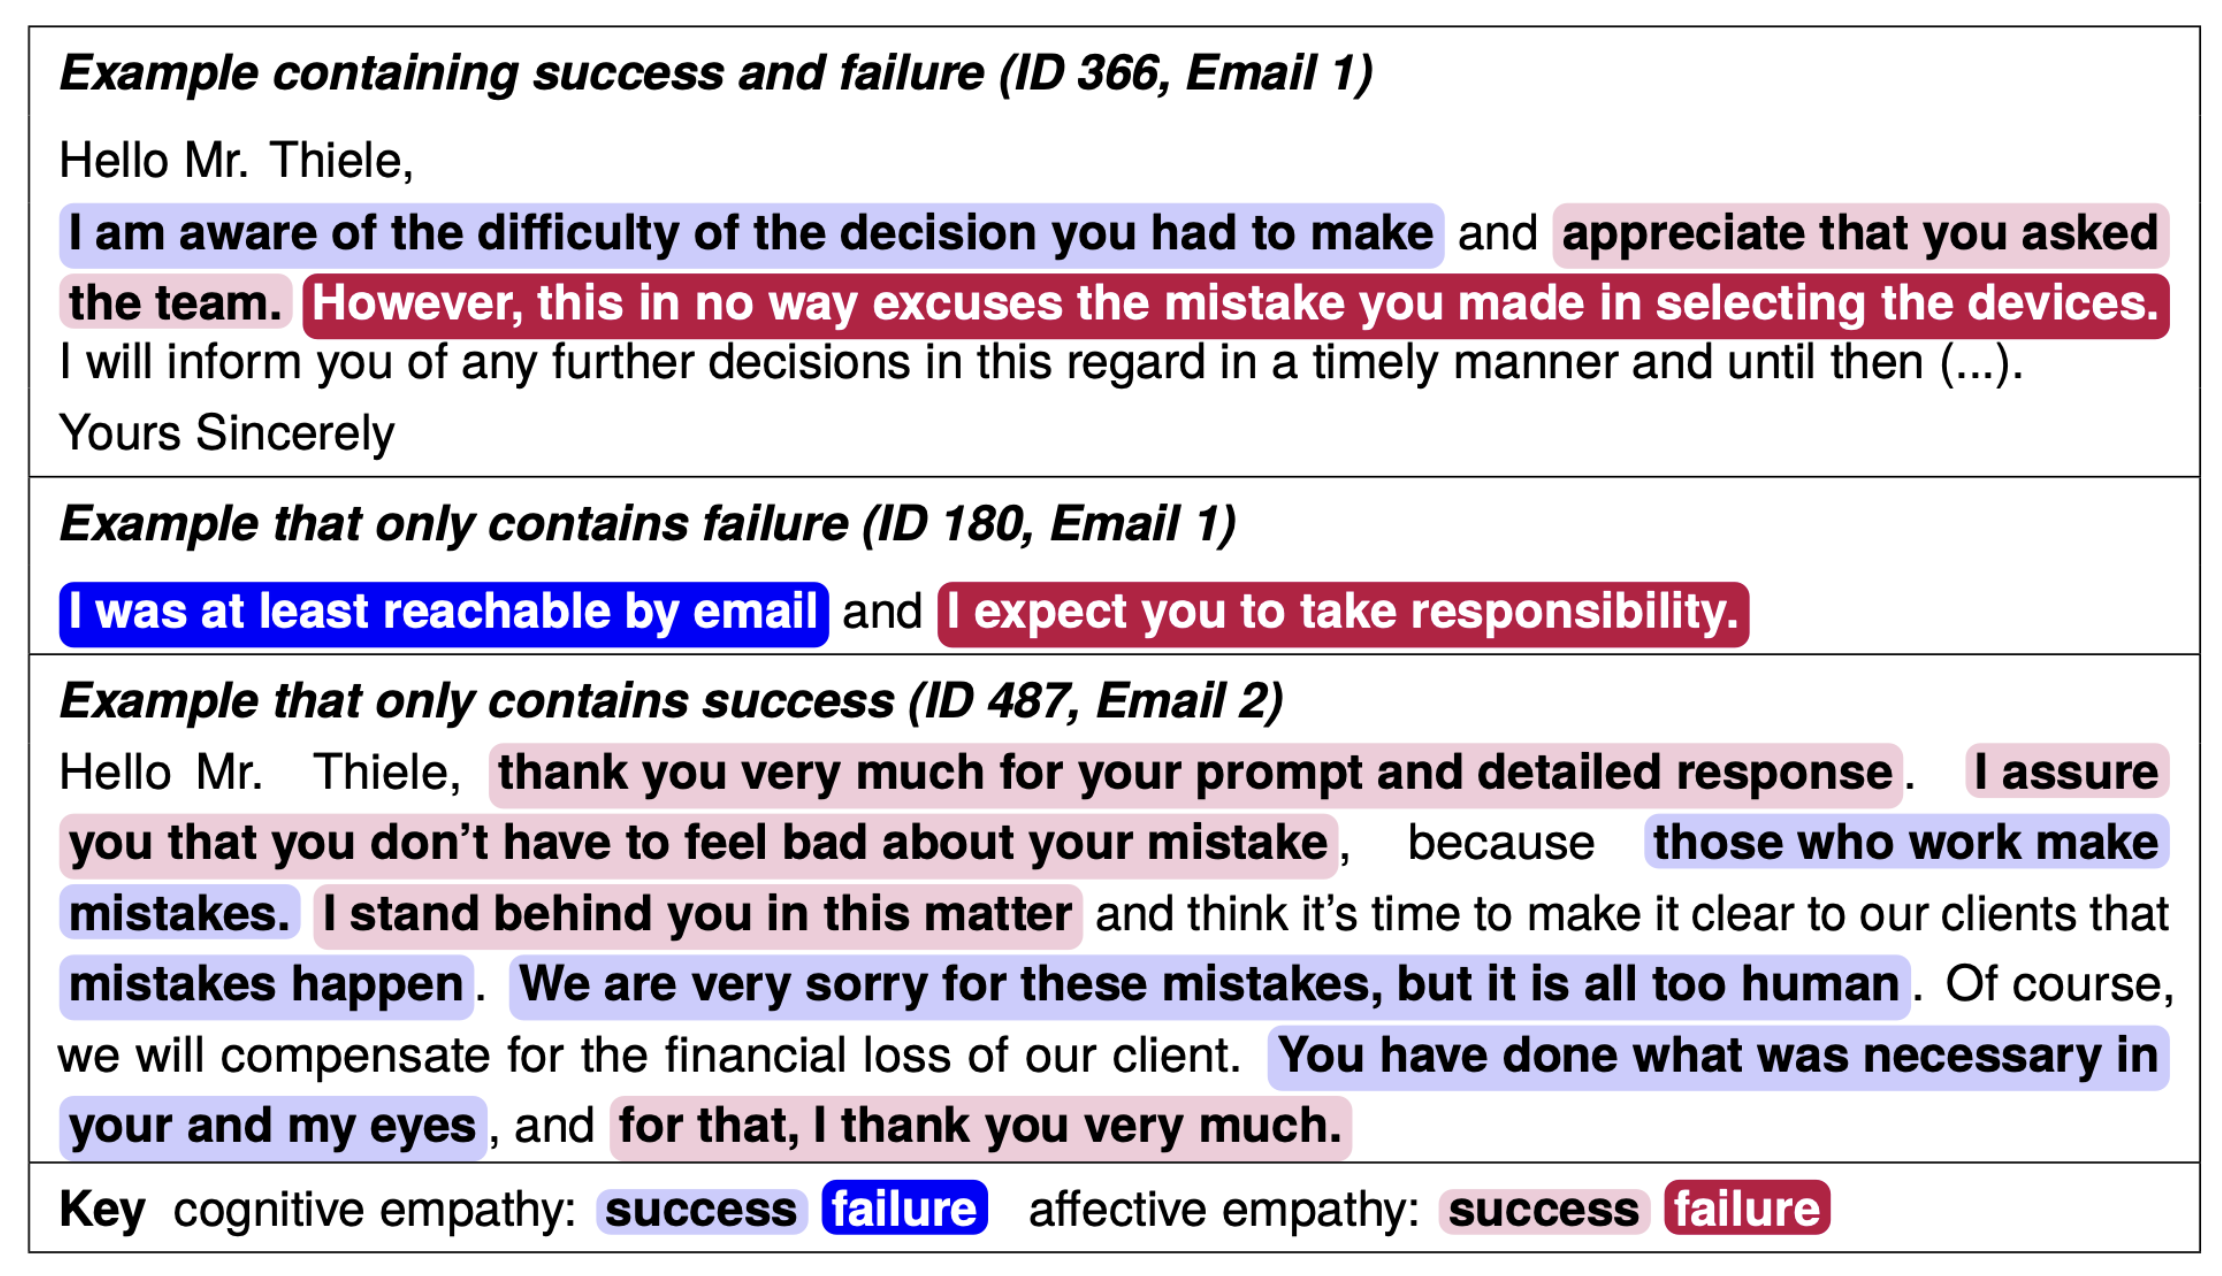 Example containing success and failure (ID 366, Email 1)
Hello Mr. Thiele,
I am aware of the difficulty of the decision you had to make and appreciate that you asked
the team. However, this in no way excuses the mistake you made in selecting the devices.
I will inform you of any further decisions in this regard in a timely manner and until then (...).
Yours Sincerely
Example that only contains failure (ID 180, Email 1)
I was at least reachable by email and I expect you to take responsibility.
Example that only contains success (ID 487, Email 2)
Hello Mr. Thiele, thank you very much for your prompt and detailed response. I assure
you that you don’t have to feel bad about your mistake, because those who work make
mistakes. I stand behind you in this matter and think it’s time to make it clear to our clients that
mistakes happen. We are very sorry for these mistakes, but it is all too human. Of course,
we will compensate for the financial loss of our client. You have done what was necessary in
your and my eyes, and for that, I thank you very much.
Key cognitive empathy: success failure affective empathy: success failure